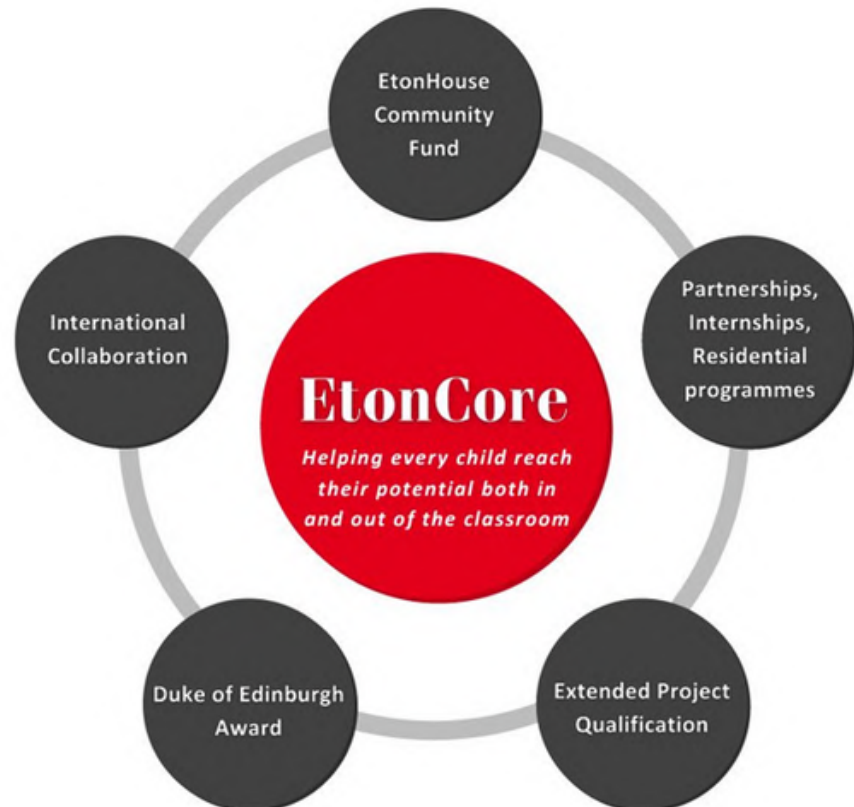 EtonHouse
Community
Fund
Partnerships,
Internships,
Residential
programmes
Extended Project
Qualification
Duke of Edinburgh
Award
International
Collaboration
EtonCore
Helping every child reach
their potential both in
and out of the classroom